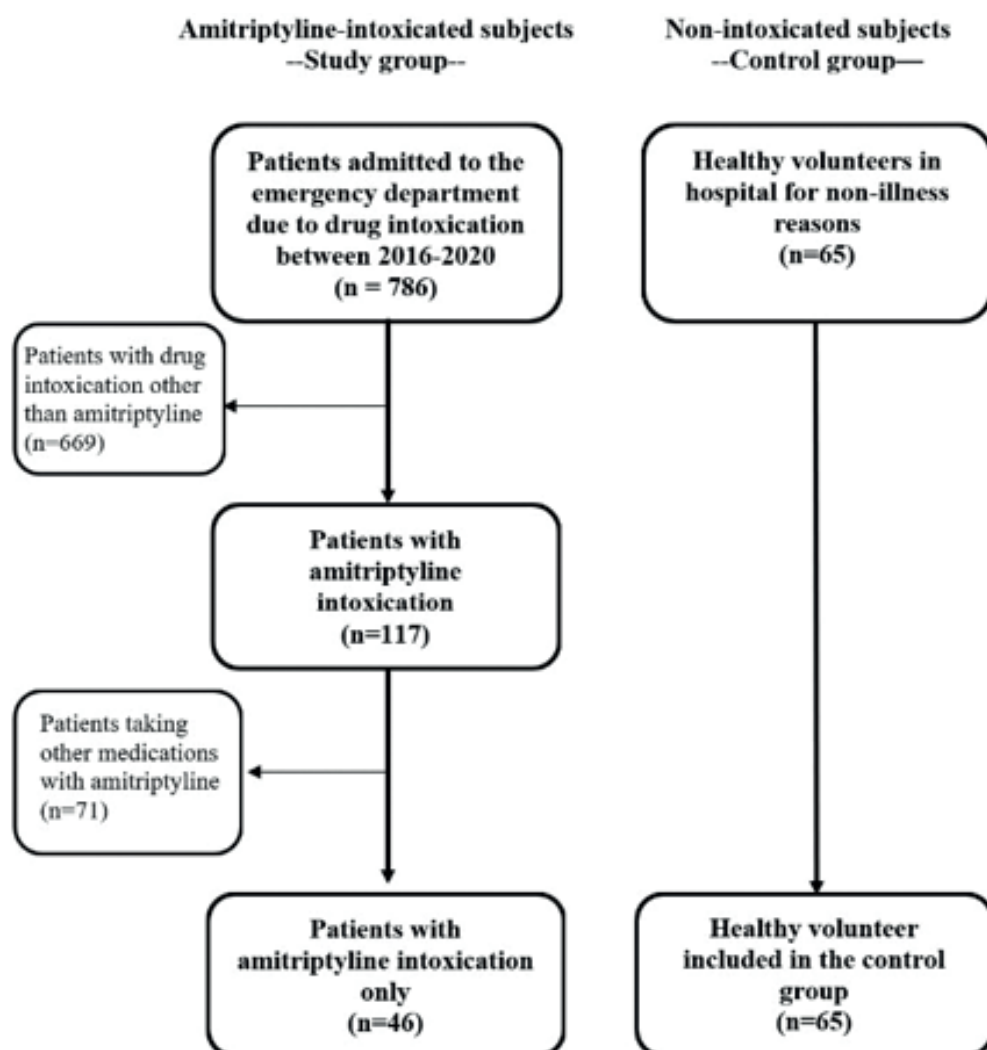 Amitriptyline-intoxicated subjects
--Study group--
Non-intoxicated subjects
--Control group—
Patients admitted to the
emergency department
due to drug intoxication
between 2016-2020
(n = 786)
Healthy volunteers in
hospital for non-illness
reasons
(n=65)
Patients with drug
intoxication other
than amitriptyline
(n=669)
Patients with
amitriptyline
intoxication
(n=117)
Patients taking
other medications
with amitriptyline
(n=71)
Patients with
amitriptyline intoxication
only
(n=46)
Healthy volunteer
included in the control
group
(n=65)